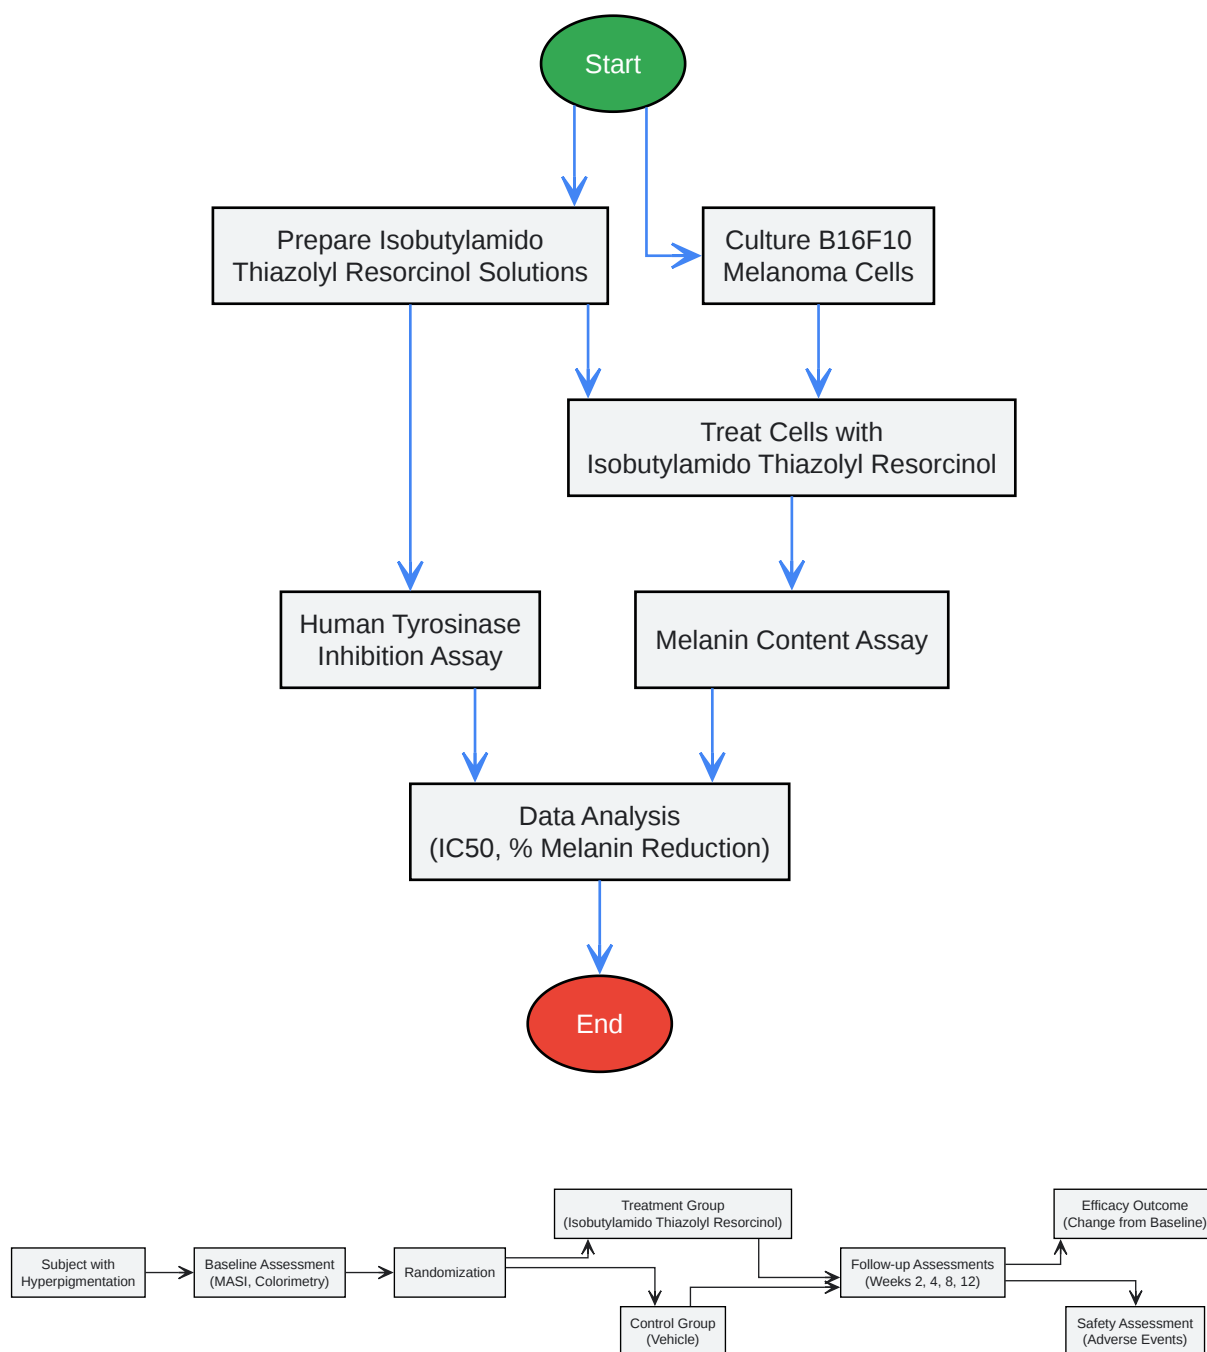 Start
Prepare Isobutylamido
Thiazolyl Resorcinol Solutions
Culture B16F10
Melanoma Cells
Treat Cells with
Isobutylamido Thiazolyl Resorcinol
Human Tyrosinase
Inhibition Assay
Melanin Content Assay
Data Analysis
(IC50, % Melanin Reduction)
End
Subject with
Hyperpigmentation
Baseline Assessment
(MASI, Colorimetry)
Randomization
Treatment Group
(Isobutylamido Thiazolyl Resorcinol)
Control Group
(Vehicle)
Follow-up Assessments
(Weeks 2, 4, 8, 12)
Efficacy Outcome
(Change from Baseline)
Safety Assessment
(Adverse Events)